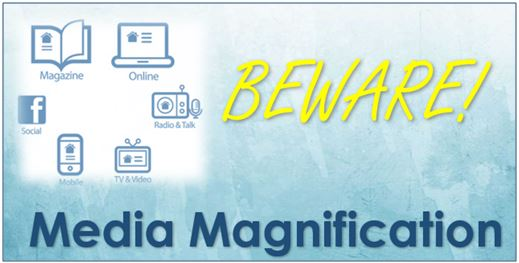 Magazine
Online
BEWARE!
Social
Radio & Talk
Mobile
TV & Video
Media Magnification